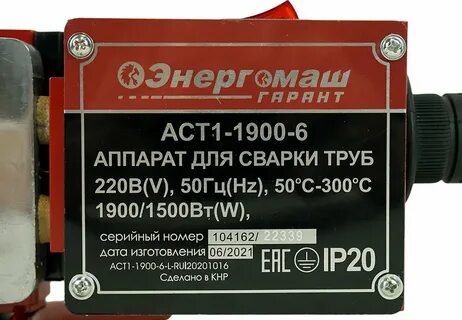 Энергомаш
ГАРАНТ
АСТ1-1900-6
АППАРАТ ДЛЯ СВАРКИ ТРУБ
220В(V), 50Гц(Hz), 50°С-300°С
1900/1500Вт(W),
серийный номер 104162/ 22339
дата изготовления 06/2021
АСТ1-1900-6-L-RUI20201016
Сделано в КНР
EAC IP20